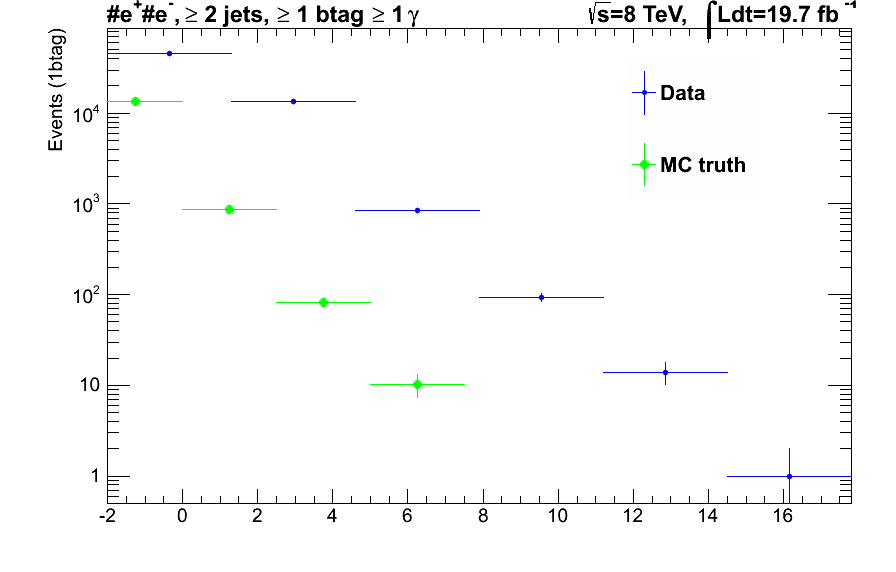 #e⁺#e⁻, ≥ 2 jets, ≥ 1 btag ≥ 1 γ
√s=8 TeV, ∫Ldt=19.7 fb⁻¹
Events (1btag)
Data
MC truth
10⁴
10³
10²
10
1
-2 0 2 4 6 8 10 12 14 16